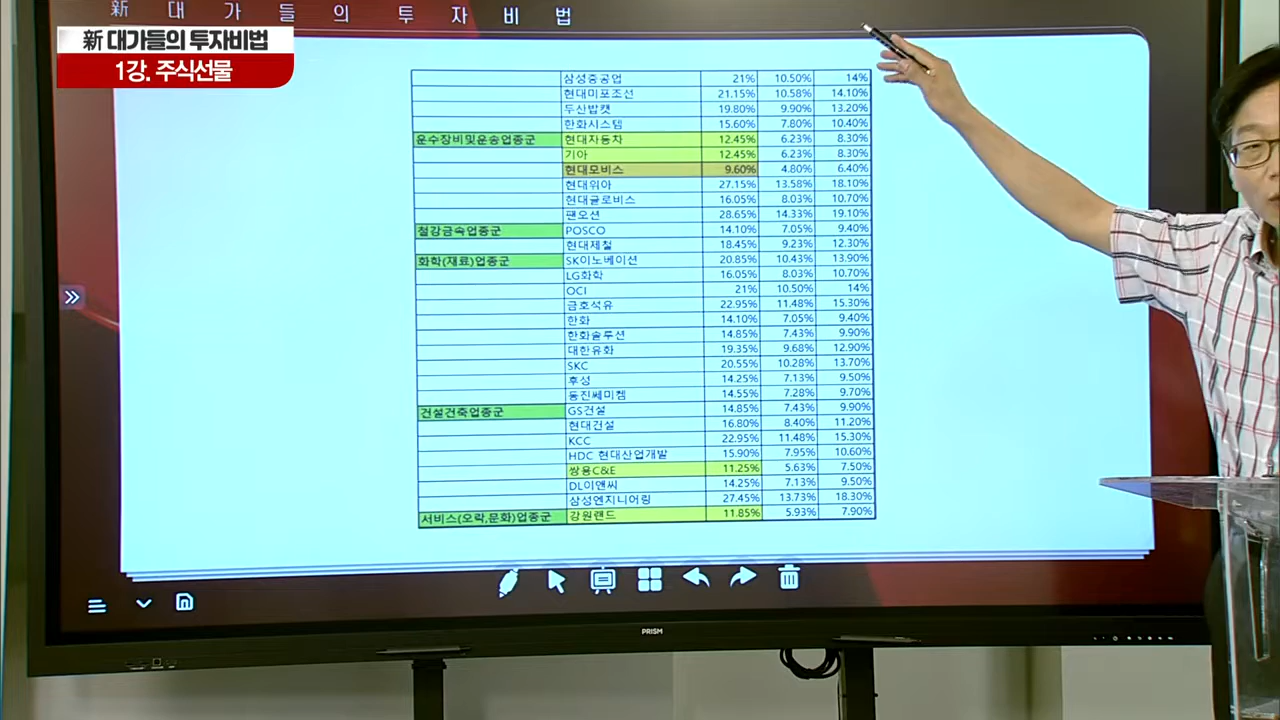 新 대 가 들 의 투 자 비 법
新 대가들의 투자비법
1강. 주식선물
삼성중공업 21% 10.50% 14%
현대미포조선 21.15% 10.58% 14.10%
두산밥캣 19.80% 9.90% 13.20%
한화시스템 15.60% 7.80% 10.40%
운수장비및운송업종군 현대자동차 12.45% 6.23% 8.30%
기아 12.45% 6.23% 8.30%
현대모비스 9.60% 4.80% 6.40%
현대위아 27.15% 13.58% 18.10%
현대글로비스 16.05% 8.03% 10.70%
팬오션 28.65% 14.33% 19.10%
철강금속업종군 POSCO 14.10% 7.05% 9.40%
현대제철 18.45% 9.23% 12.30%
화학(재료)업종군 SK이노베이션 20.85% 10.43% 13.90%
LG화학 16.05% 8.03% 10.70%
OCI 21% 10.50% 14%
금호석유 22.95% 11.48% 15.30%
한화 14.10% 7.05% 9.40%
한화솔루션 14.85% 7.43% 9.90%
대한유화 19.35% 9.68% 12.90%
SKC 20.55% 10.28% 13.70%
후성 14.25% 7.13% 9.50%
동진쎄미켐 14.55% 7.28% 9.70%
건설건축업종군 GS건설 14.85% 7.43% 9.90%
현대건설 16.80% 8.40% 11.20%
KCC 22.95% 11.48% 15.30%
HDC 현대산업개발 15.90% 7.95% 10.60%
쌍용C&E 11.25% 5.63% 7.50%
DL이앤씨 14.25% 7.13% 9.50%
삼성엔지니어링 27.45% 13.73% 18.30%
서비스(오락,문화)업종군 강원랜드 11.85% 5.93% 7.90%
PRISM